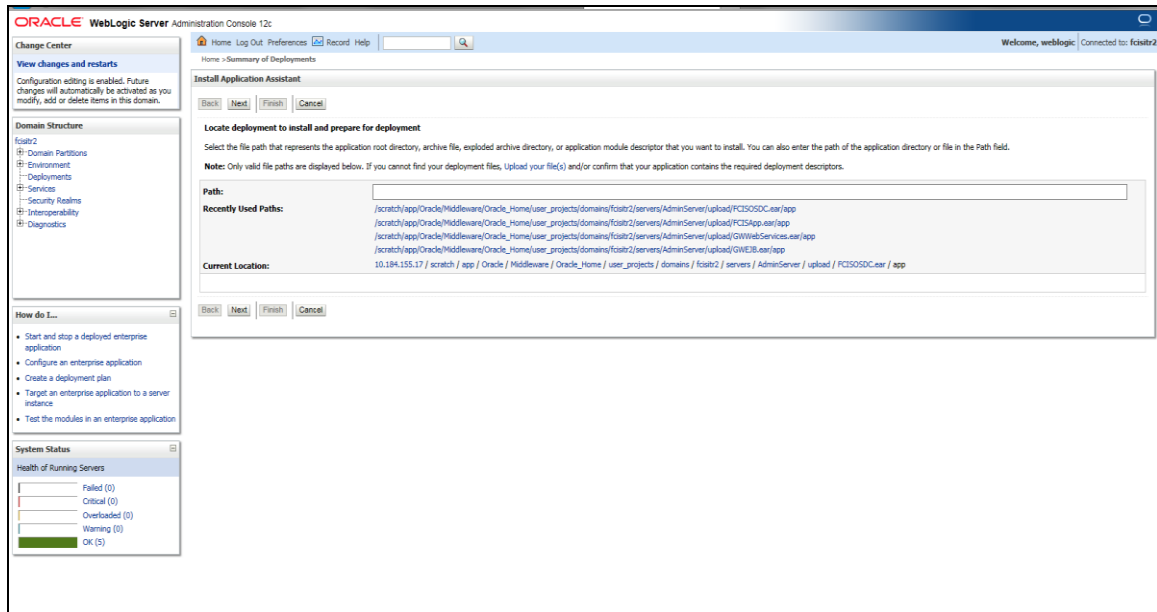 ORACLE WebLogic Server Administration Console 12c
Change Center
View changes and restarts
Configuration editing is enabled. Future
changes will automatically be activated as you
modify, add or delete items in this domain.
Domain Structure
fcisitr2
Domain Partitions
Environment
Deployments
Services
Security Realms
Interoperability
Diagnostics
How do I...
Start and stop a deployed enterprise
application
Configure an enterprise application
Create a deployment plan
Target an enterprise application to a server
instance
Test the modules in an enterprise application
System Status
Health of Running Servers
Failed (0)
Critical (0)
Overloaded (0)
Warning (0)
OK (5)
Home Log Out Preferences Record Help
Welcome, weblogic Connected to: fcisitr2
Home >Summary of Deployments
Install Application Assistant
Back Next Finish Cancel
Locate deployment to install and prepare for deployment
Select the file path that represents the application root directory, archive file, exploded archive directory, or application module descriptor that you want to install. You can also enter the path of the application directory or file in the Path field.
Note: Only valid file paths are displayed below. If you cannot find your deployment files, Upload your file(s) and/or confirm that your application contains the required deployment descriptors.
Path:
Recently Used Paths:
/scratch/app/Oracle/Middleware/Oracle_Home/user_projects/domains/fcisitr2/servers/AdminServer/upload/FCISOSDC.ear/app
/scratch/app/Oracle/Middleware/Oracle_Home/user_projects/domains/fcisitr2/servers/AdminServer/upload/FCISApp.ear/app
/scratch/app/Oracle/Middleware/Oracle_Home/user_projects/domains/fcisitr2/servers/AdminServer/upload/GWWebServices.ear/app
/scratch/app/Oracle/Middleware/Oracle_Home/user_projects/domains/fcisitr2/servers/AdminServer/upload/GWEJB.ear/app
Current Location:
10.184.155.17 / scratch / app / Oracle / Middleware / Oracle_Home / user_projects / domains / fcisitr2 / servers / AdminServer / upload / FCISOSDC.ear / app
Back Next Finish Cancel